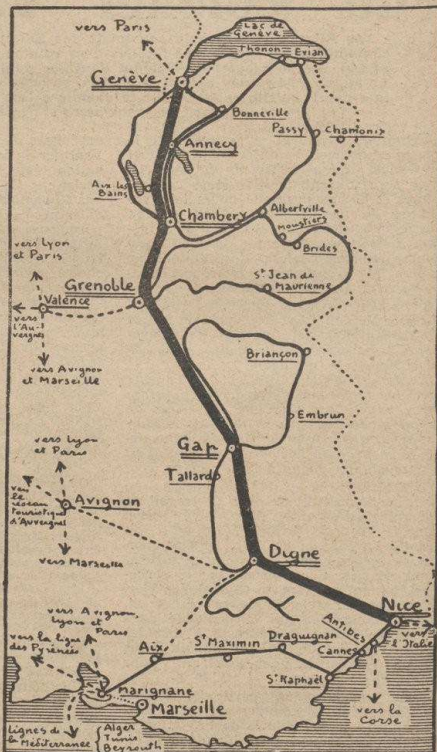 vers Paris
Lac de
Genève
Thonon
Evian
Genève
Bonneville
Passy
Chamonix
Annecy
Aix les
Bains
Chambery
Albertville
Moustiers
Brides
vers Lyon
et Paris
Grenoble
St Jean de
Maurienne
Valence
vers
l'Au-
vergne
vers Avignon
et Marseille
Briançon
Embrun
vers Lyon
et Paris
Gap
Tallard
vers
le réseau
touristique
d'Auvergne
Avignon
vers Marseille
Digne
Nice
vers Avignon,
Lyon et
Paris
vers la ligne
des Pyrénées
Antibes
vers
l'Italie
Aix
St Maximin
Draguignan
Cannes
St Raphaël
Marignane
Marseille
vers la
Corse
Lignes de
la Méditerranée
Alger
Tunis
Beyrouth